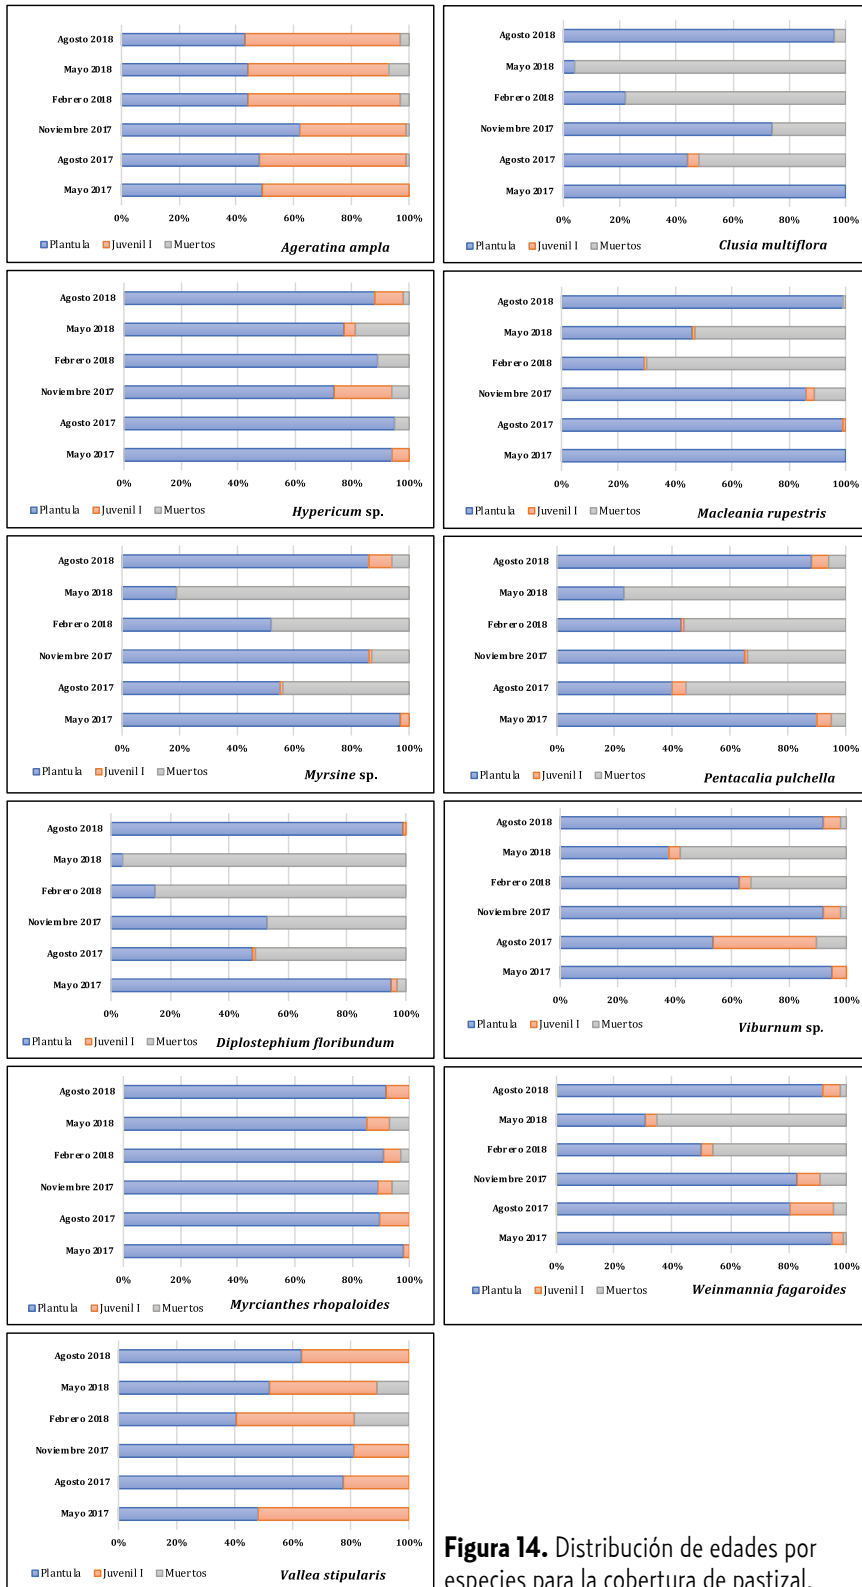 Agosto 2018
Mayo 2018
Febrero 2018
Noviembre 2017
Agosto 2017
Mayo 2017
0% 20% 40% 60% 80% 100%
Plantula Juvenil I Muertos
Ageratina ampla
Agosto 2018
Mayo 2018
Febrero 2018
Noviembre 2017
Agosto 2017
Mayo 2017
0% 20% 40% 60% 80% 100%
Plantula Juvenil I Muertos
Clusia multiflora
Agosto 2018
Mayo 2018
Febrero 2018
Noviembre 2017
Agosto 2017
Mayo 2017
0% 20% 40% 60% 80% 100%
Plantula Juvenil I Muertos
Hypericum sp.
Agosto 2018
Mayo 2018
Febrero 2018
Noviembre 2017
Agosto 2017
Mayo 2017
0% 20% 40% 60% 80% 100%
Plantula Juvenil I Muertos
Macleania rupestris
Agosto 2018
Mayo 2018
Febrero 2018
Noviembre 2017
Agosto 2017
Mayo 2017
0% 20% 40% 60% 80% 100%
Plantula Juvenil I Muertos
Myrsine sp.
Agosto 2018
Mayo 2018
Febrero 2018
Noviembre 2017
Agosto 2017
Mayo 2017
0% 20% 40% 60% 80% 100%
Plantula Juvenil I Muertos
Pentacalia pulchella
Agosto 2018
Mayo 2018
Febrero 2018
Noviembre 2017
Agosto 2017
Mayo 2017
0% 20% 40% 60% 80% 100%
Plantula Juvenil I Muertos
Diplostephium floribundum
Agosto 2018
Mayo 2018
Febrero 2018
Noviembre 2017
Agosto 2017
Mayo 2017
0% 20% 40% 60% 80% 100%
Plantula Juvenil I Muertos
Viburnum sp.
Agosto 2018
Mayo 2018
Febrero 2018
Noviembre 2017
Agosto 2017
Mayo 2017
0% 20% 40% 60% 80% 100%
Plantula Juvenil I Muertos
Myrcianthes rhopaloides
Agosto 2018
Mayo 2018
Febrero 2018
Noviembre 2017
Agosto 2017
Mayo 2017
0% 20% 40% 60% 80% 100%
Plantula Juvenil I Muertos
Weinmannia fagaroides
Agosto 2018
Mayo 2018
Febrero 2018
Noviembre 2017
Agosto 2017
Mayo 2017
0% 20% 40% 60% 80% 100%
Plantula Juvenil I Muertos
Vallea stipularis
Figura 14. Distribución de edades por
especies para la cobertura de pastizal.